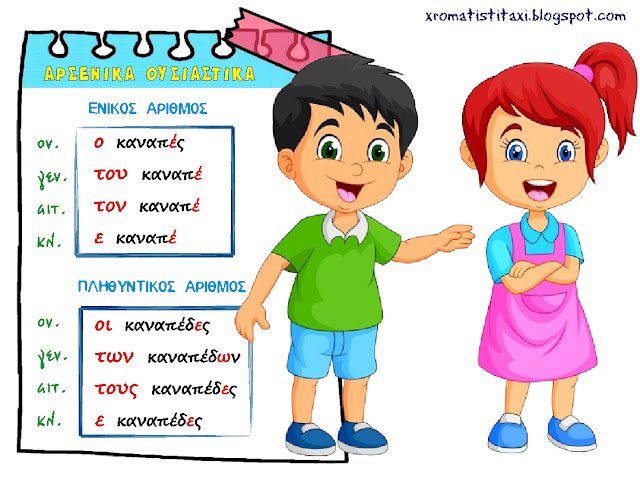 xromatistitaxi.blogspot.com
ΑΡΣΕΝΙΚΑ ΟΥΣΙΑΣΤΙΚΑ
ΕΝΙΚΟΣ ΑΡΙΘΜΟΣ
ον. ο καναπές
γεν. του καναπέ
αιτ. τον καναπέ
κλ. ε καναπέ
ΠΛΗΘΥΝΤΙΚΟΣ ΑΡΙΘΜΟΣ
ον. οι καναπέδες
γεν. των καναπέδων
αιτ. τους καναπέδες
κλ. ε καναπέδες